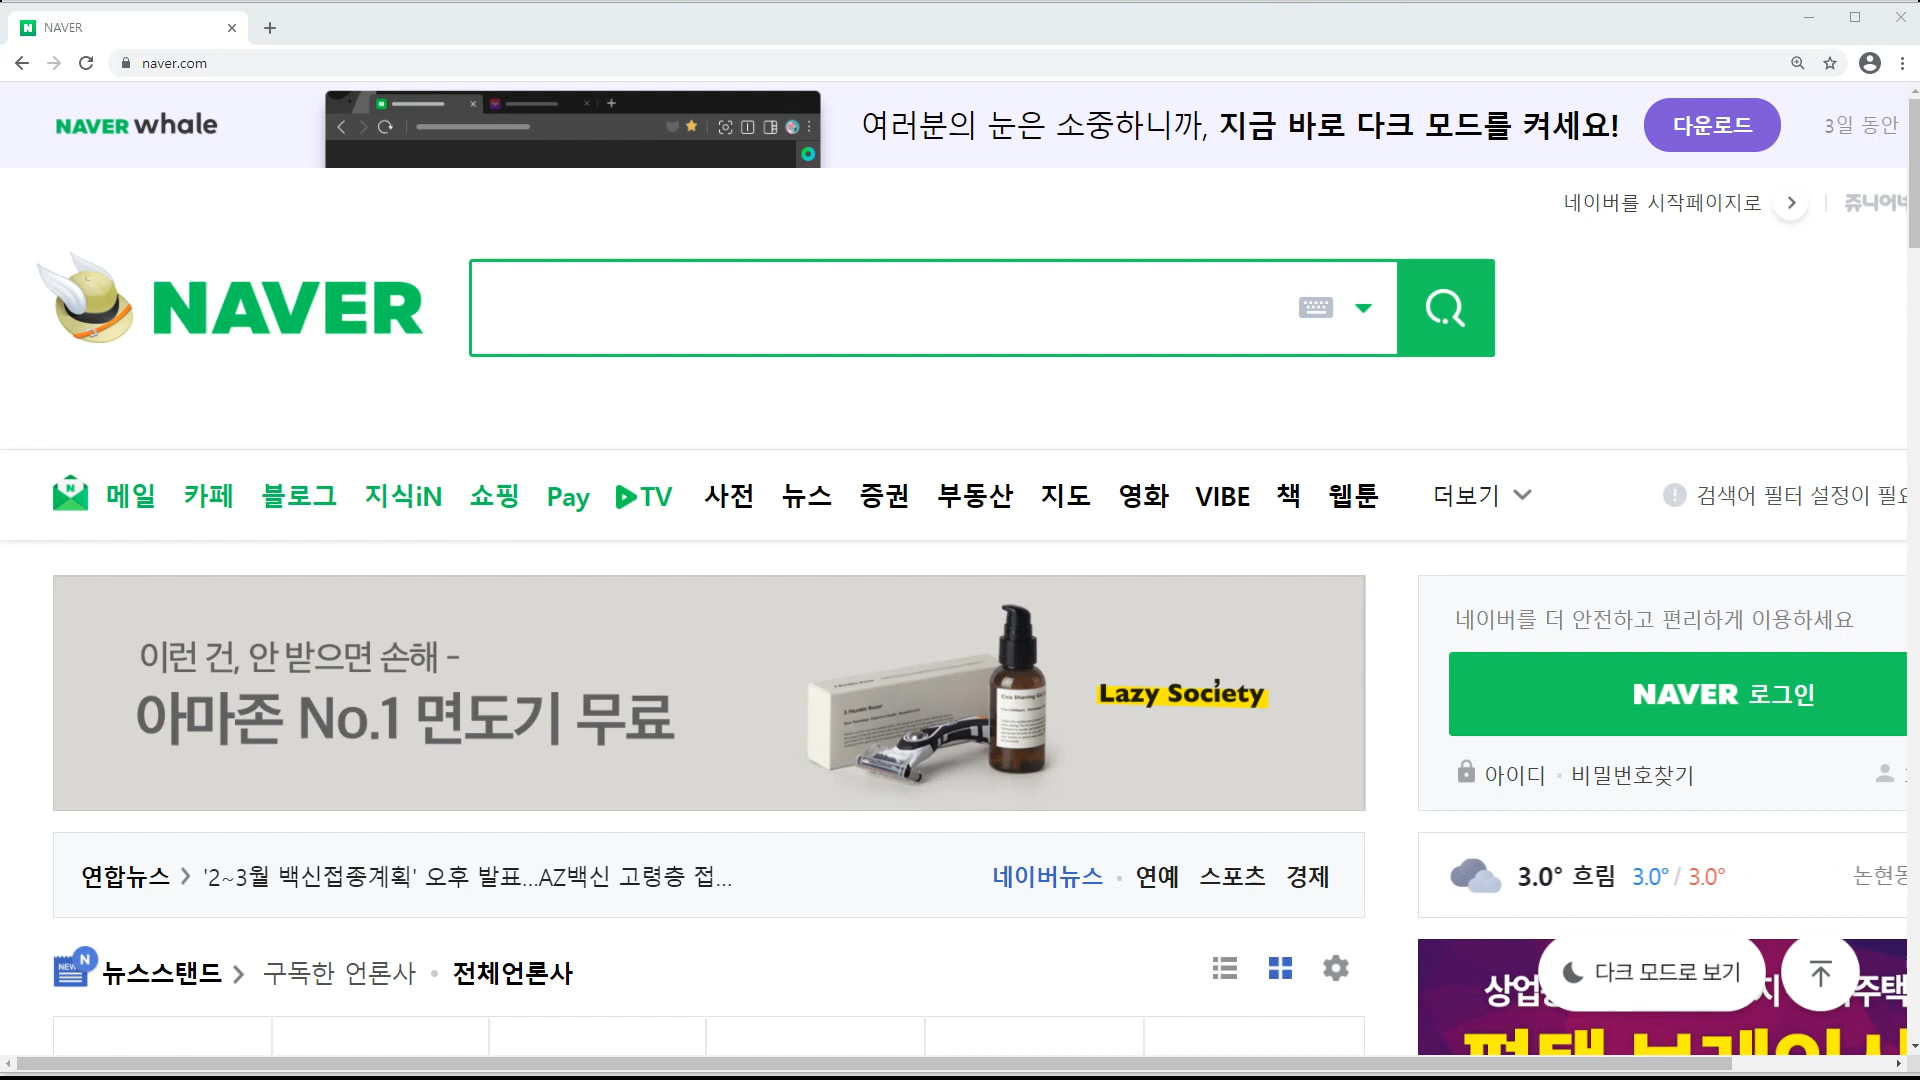 NAVER
naver.com
NAVER whale
여러분의 눈은 소중하니까, 지금 바로 다크 모드를 켜세요!
다운로드
3일 동안
네이버를 시작페이지로
쥬니어네
NAVER
메일 카페 블로그 지식iN 쇼핑 Pay TV 사전 뉴스 증권 부동산 지도 영화 VIBE 책 웹툰 더보기
검색어 필터 설정이 필요
이런 건, 안 받으면 손해 -
아마존 No.1 면도기 무료
Lazy Society
네이버를 더 안전하고 편리하게 이용하세요
NAVER 로그인
아이디 · 비밀번호찾기
연합뉴스 > '2~3월 백신접종계획' 오후 발표...AZ백신 고령층 접...
네이버뉴스 · 연예 스포츠 경제
3.0° 흐림 3.0° / 3.0°
논현동
NEWS N
뉴스스탠드 > 구독한 언론사 · 전체언론사
다크 모드로 보기
상업
지
주택